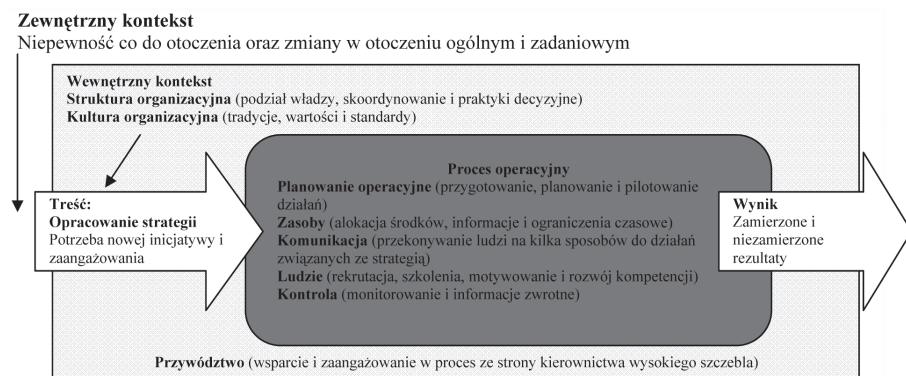 Zewnętrzny kontekst
Niepewność co do otoczenia oraz zmiany w otoczeniu ogólnym i zadaniowym
Wewnętrzny kontekst
Struktura organizacyjna (podział władzy, skoordynowanie i praktyki decyzyjne)
Kultura organizacyjna (tradycje, wartości i standardy)
Treść:
Opracowanie strategii
Potrzeba nowej inicjatywy i
zaangażowania
Proces operacyjny
Planowanie operacyjne (przygotowanie, planowanie i pilotowanie
działań)
Zasoby (alokacja środków, informacje i ograniczenia czasowe)
Komunikacja (przekonywanie ludzi na kilka sposobów do działań
związanych ze strategią)
Ludzie (rekrutacja, szkolenia, motywowanie i rozwój kompetencji)
Kontrola (monitorowanie i informacje zwrotne)
Wynik
Zamierzone i
niezamierzone
rezultaty
Przywództwo (wsparcie i zaangażowanie w proces ze strony kierownictwa wysokiego szczebla)